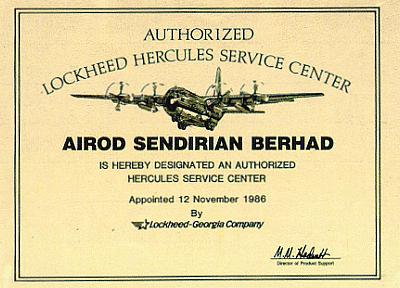 AUTHORIZED
LOCKHEED HERCULES SERVICE CENTER
AIROD SENDIRIAN BERHAD
IS HEREBY DESIGNATED AN AUTHORIZED
HERCULES SERVICE CENTER
Appointed 12 November 1986
By
Lockheed-Georgia Company
Director of Product Support